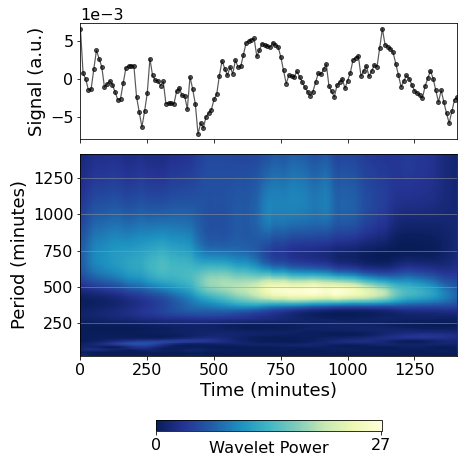 1e−3
Signal (a.u.)
5
0
−5
Period (minutes)
1250
1000
750
500
250
0 250 500 750 1000 1250
Time (minutes)
0 27
Wavelet Power